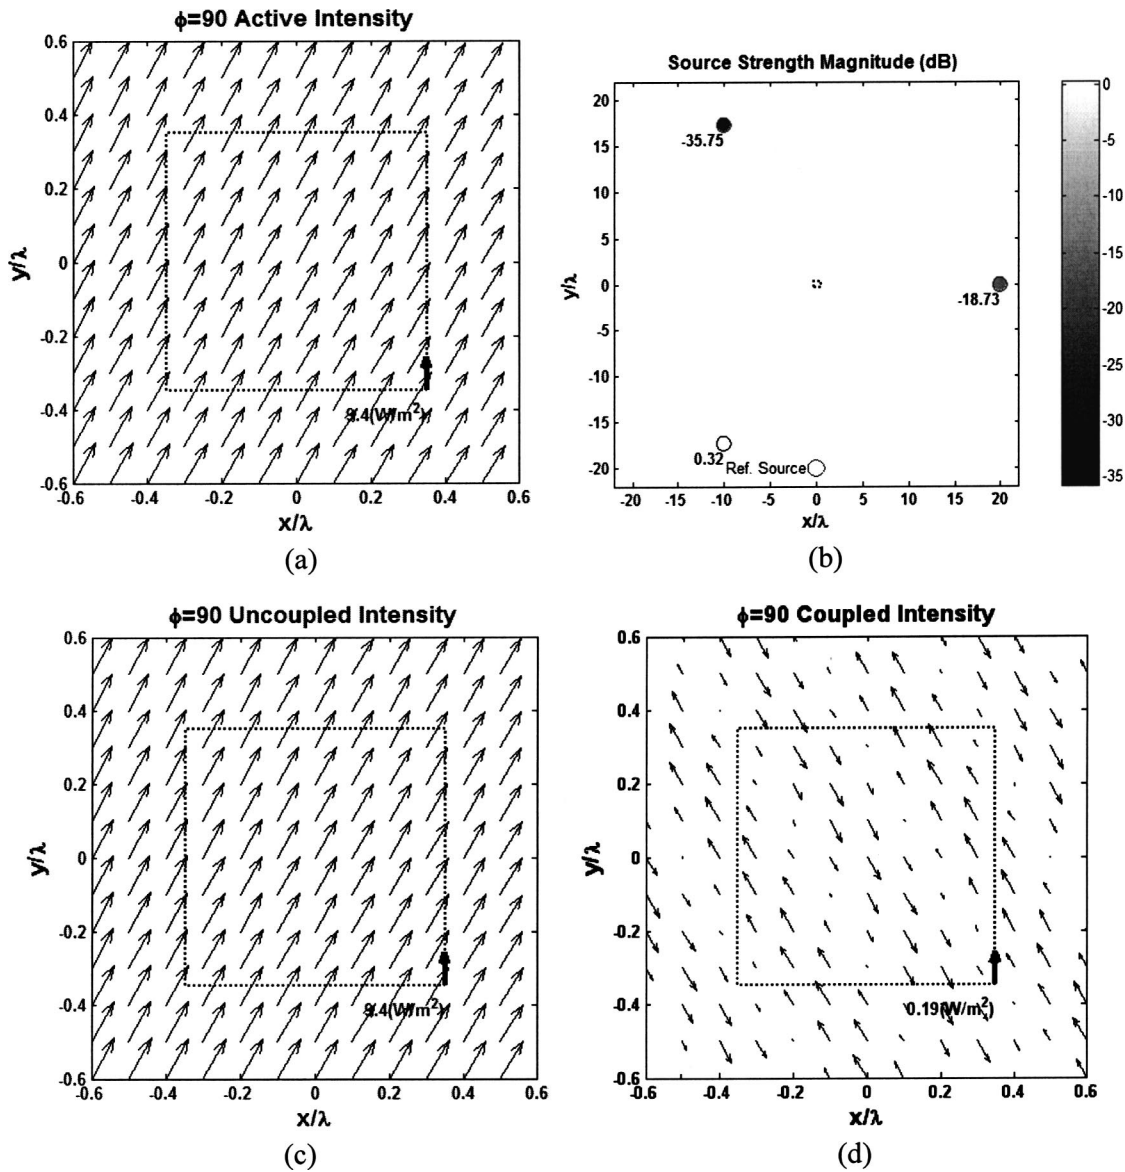 ϕ=90 Active Intensity
0.6
0.4
0.2
0
-0.2
-0.4
-0.6
y/λ
9.4(W/m²)
-0.6 -0.4 -0.2 0 0.2 0.4 0.6
x/λ
(a)
Source Strength Magnitude (dB)
20
15
10
5
0
-5
-10
-15
-20
y/λ
-35.75
-18.73
0.32
Ref. Source
-20 -15 -10 -5 0 5 10 15 20
x/λ
0
-5
-10
-15
-20
-25
-30
-35
(b)
ϕ=90 Uncoupled Intensity
0.6
0.4
0.2
0
-0.2
-0.4
-0.6
y/λ
9.4(W/m²)
-0.6 -0.4 -0.2 0 0.2 0.4 0.6
x/λ
(c)
ϕ=90 Coupled Intensity
0.6
0.4
0.2
0
-0.2
-0.4
-0.6
y/λ
0.19(W/m²)
-0.6 -0.4 -0.2 0 0.2 0.4 0.6
x/λ
(d)